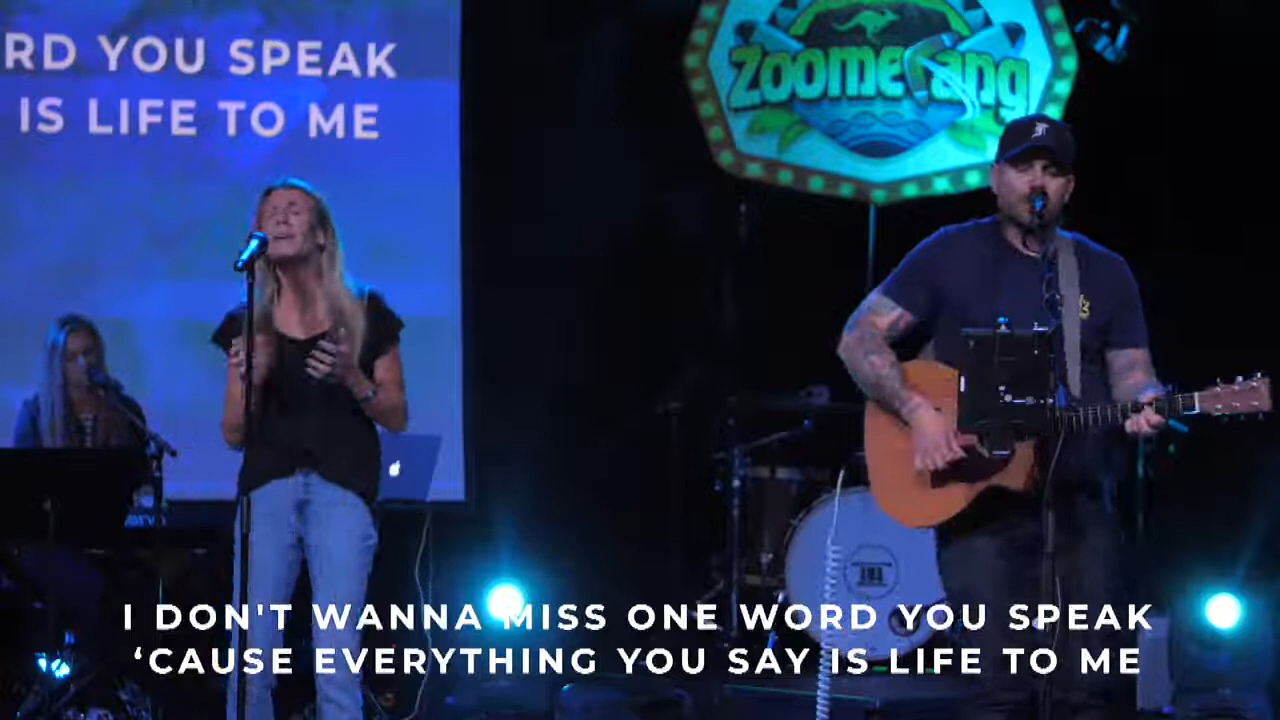 RD YOU SPEAK
IS LIFE TO ME
Zoomerang
I DON'T WANNA MISS ONE WORD YOU SPEAK
‘CAUSE EVERYTHING YOU SAY IS LIFE TO ME